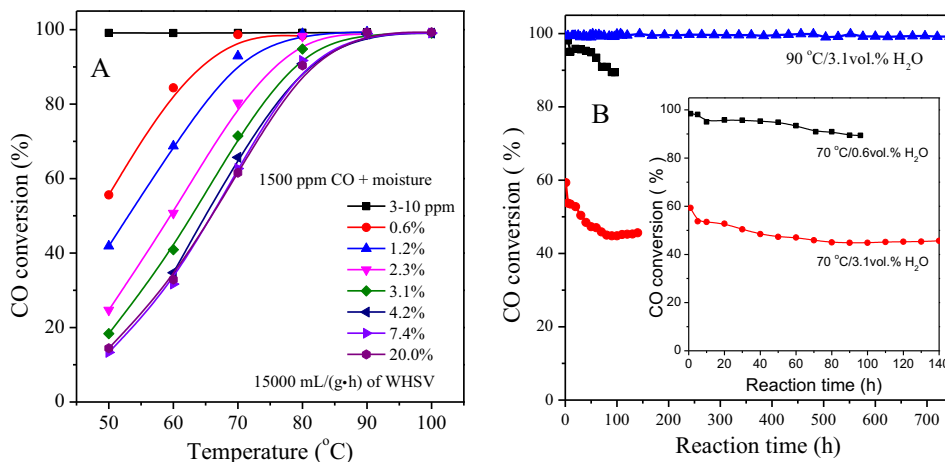 A
CO conversion (%)
100
80
60
40
20
0
1500 ppm CO + moisture
3-10 ppm
0.6%
1.2%
2.3%
3.1%
4.2%
7.4%
20.0%
15000 mL/(g•h) of WHSV
50 60 70 80 90 100
Temperature (°C)
B
CO conversion ( % )
100
80
60
40
20
0
90 °C/3.1vol.% H₂O
CO conversion ( % )
100
80
60
40
20
0
70 °C/0.6vol.% H₂O
70 °C/3.1vol.% H₂O
0 20 40 60 80 100 120 140
Reaction time (h)
0 100 200 300 400 500 600 700
Reaction time (h)